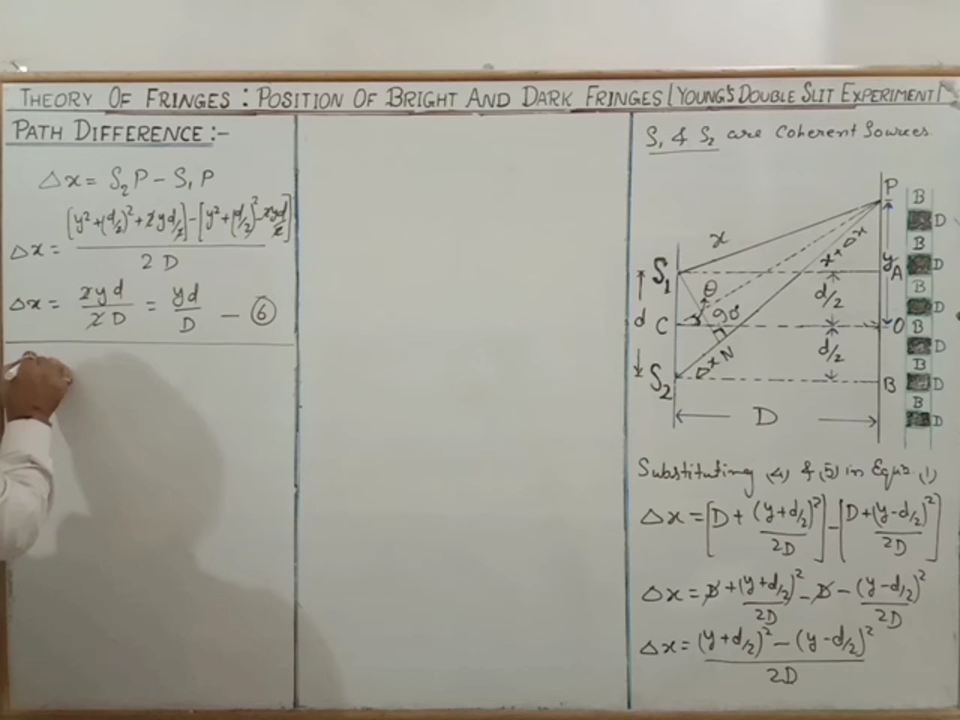 THEORY OF FRINGES : POSITION OF BRIGHT AND DARK FRINGES (YOUNG'S DOUBLE SLIT EXPERIMENT)
PATH DIFFERENCE :-
Δx = S₂P - S₁P
Δx = [y² + (d/2)² + 2yd/2] - [y² + (d/2)² - 2yd/2] / 2D
Δx = 2yd / 2D = yd / D — ⑥
S₁ & S₂ are Coherent Sources
P
B
D
B
D
B
D
B
D
B
D
B
D
x
x+Δx
y
S₁
A
θ
d/2
d
C
90°
O
d/2
N
Δx
S₂
B
D
Substituting (4) & (5) in Equn. (1)
Δx = [D + (y+d/2)² / 2D] - [D + (y-d/2)² / 2D]
Δx = D + (y+d/2)² / 2D - D - (y-d/2)² / 2D
Δx = (y+d/2)² - (y-d/2)² / 2D